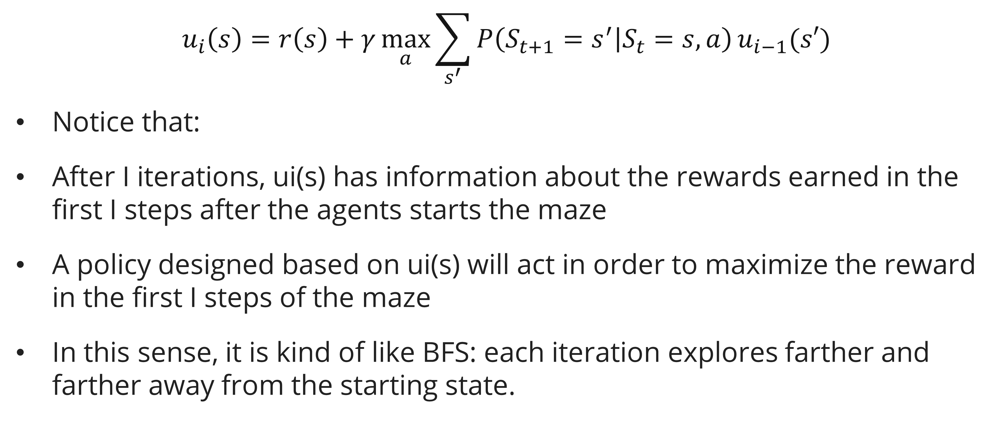 u_i(s) = r(s) + γ max_a ∑_{s′} P(S_{t+1} = s′|S_t = s, a) u_{i−1}(s′)
• Notice that:
• After I iterations, ui(s) has information about the rewards earned in the
first I steps after the agents starts the maze
• A policy designed based on ui(s) will act in order to maximize the reward
in the first I steps of the maze
• In this sense, it is kind of like BFS: each iteration explores farther and
farther away from the starting state.